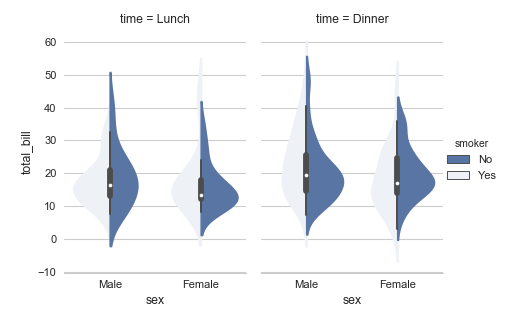 time = Lunch
time = Dinner
60
50
40
30
20
10
0
−10
total_bill
Male
Female
sex
Male
Female
sex
smoker
No
Yes